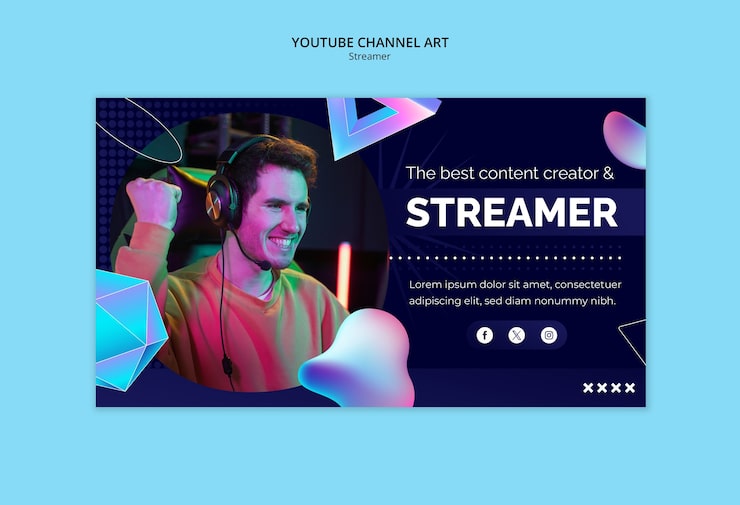 YOUTUBE CHANNEL ART
Streamer
The best content creator &
STREAMER
Lorem ipsum dolor sit amet, consectetuer
adipiscing elit, sed diam nonummy nibh.